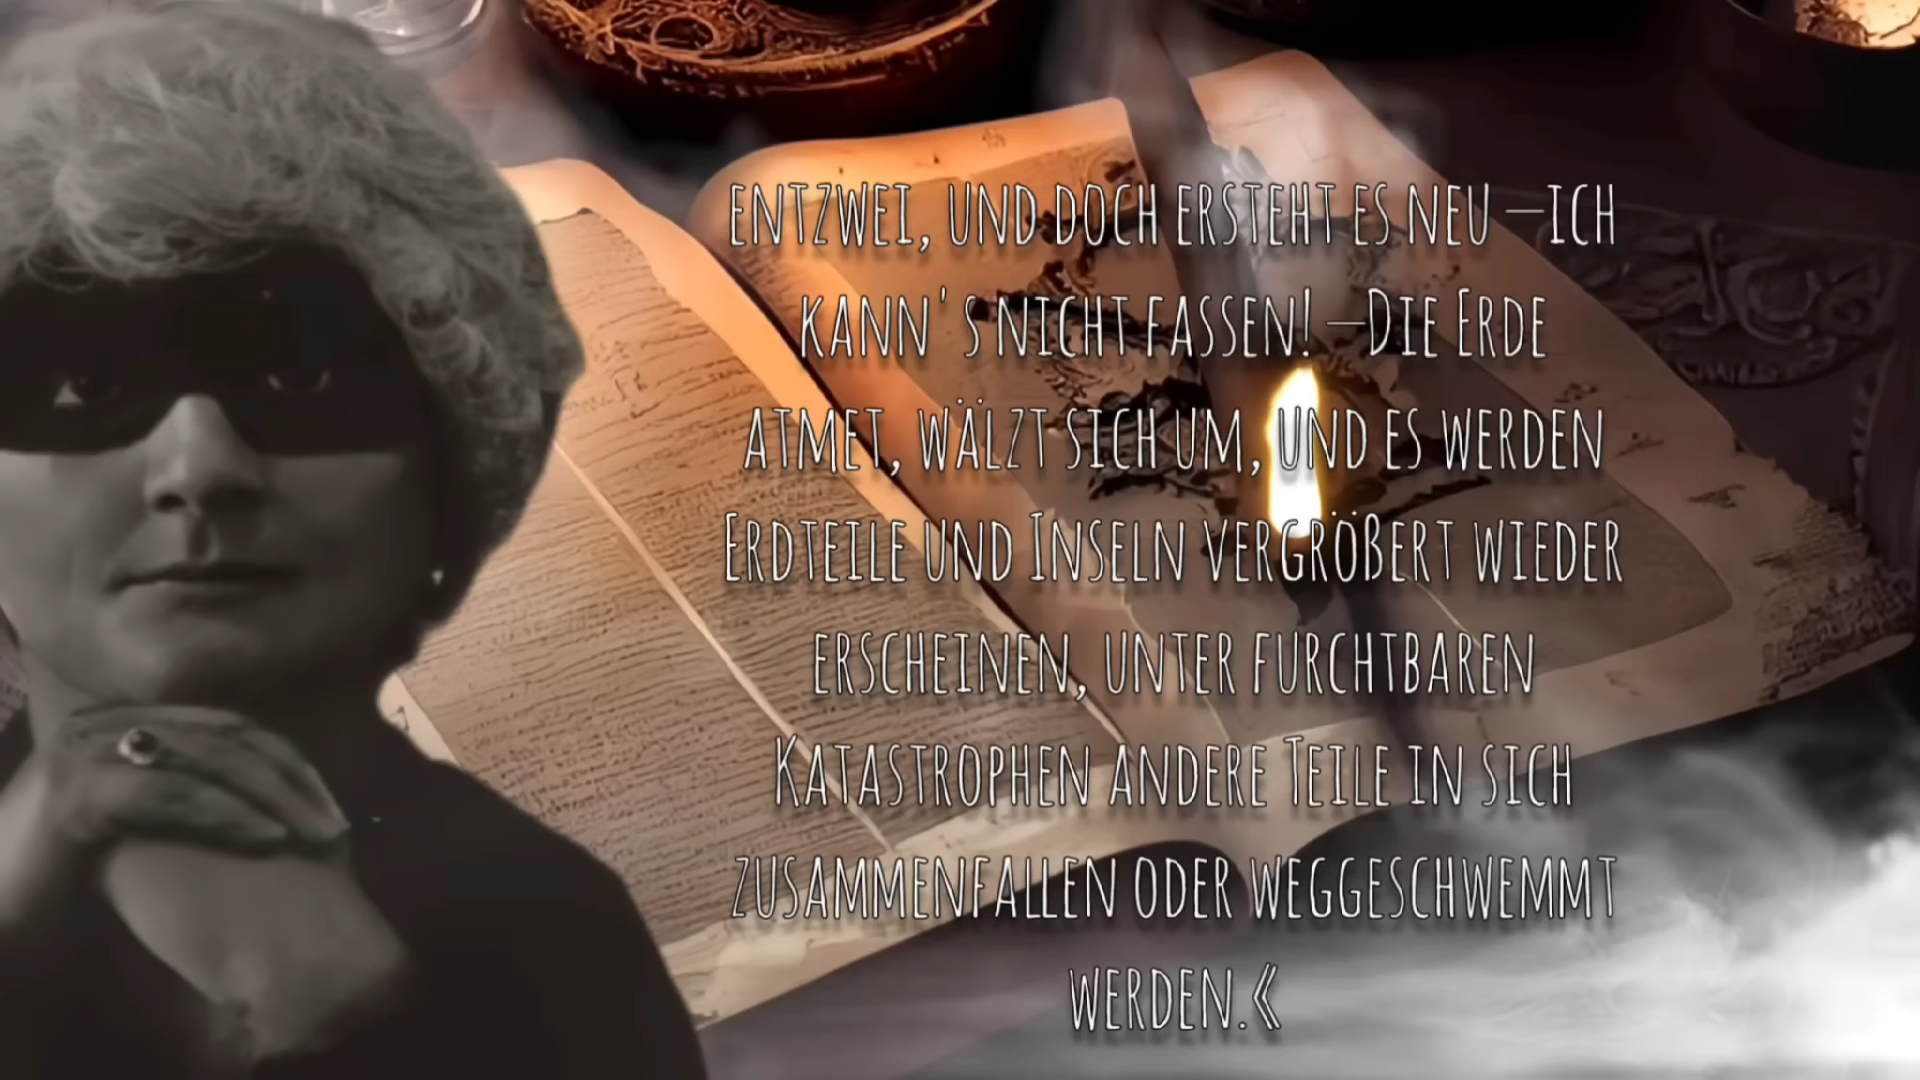 entzwei, und doch ersteht es neu —ich
kann's nicht fassen! —Die Erde
atmet, wälzt sich um, und es werden
Erdteile und Inseln vergrößert wieder
erscheinen, unter furchtbaren
Katastrophen andere Teile in sich
zusammenfallen oder weggeschwemmt
werden.《